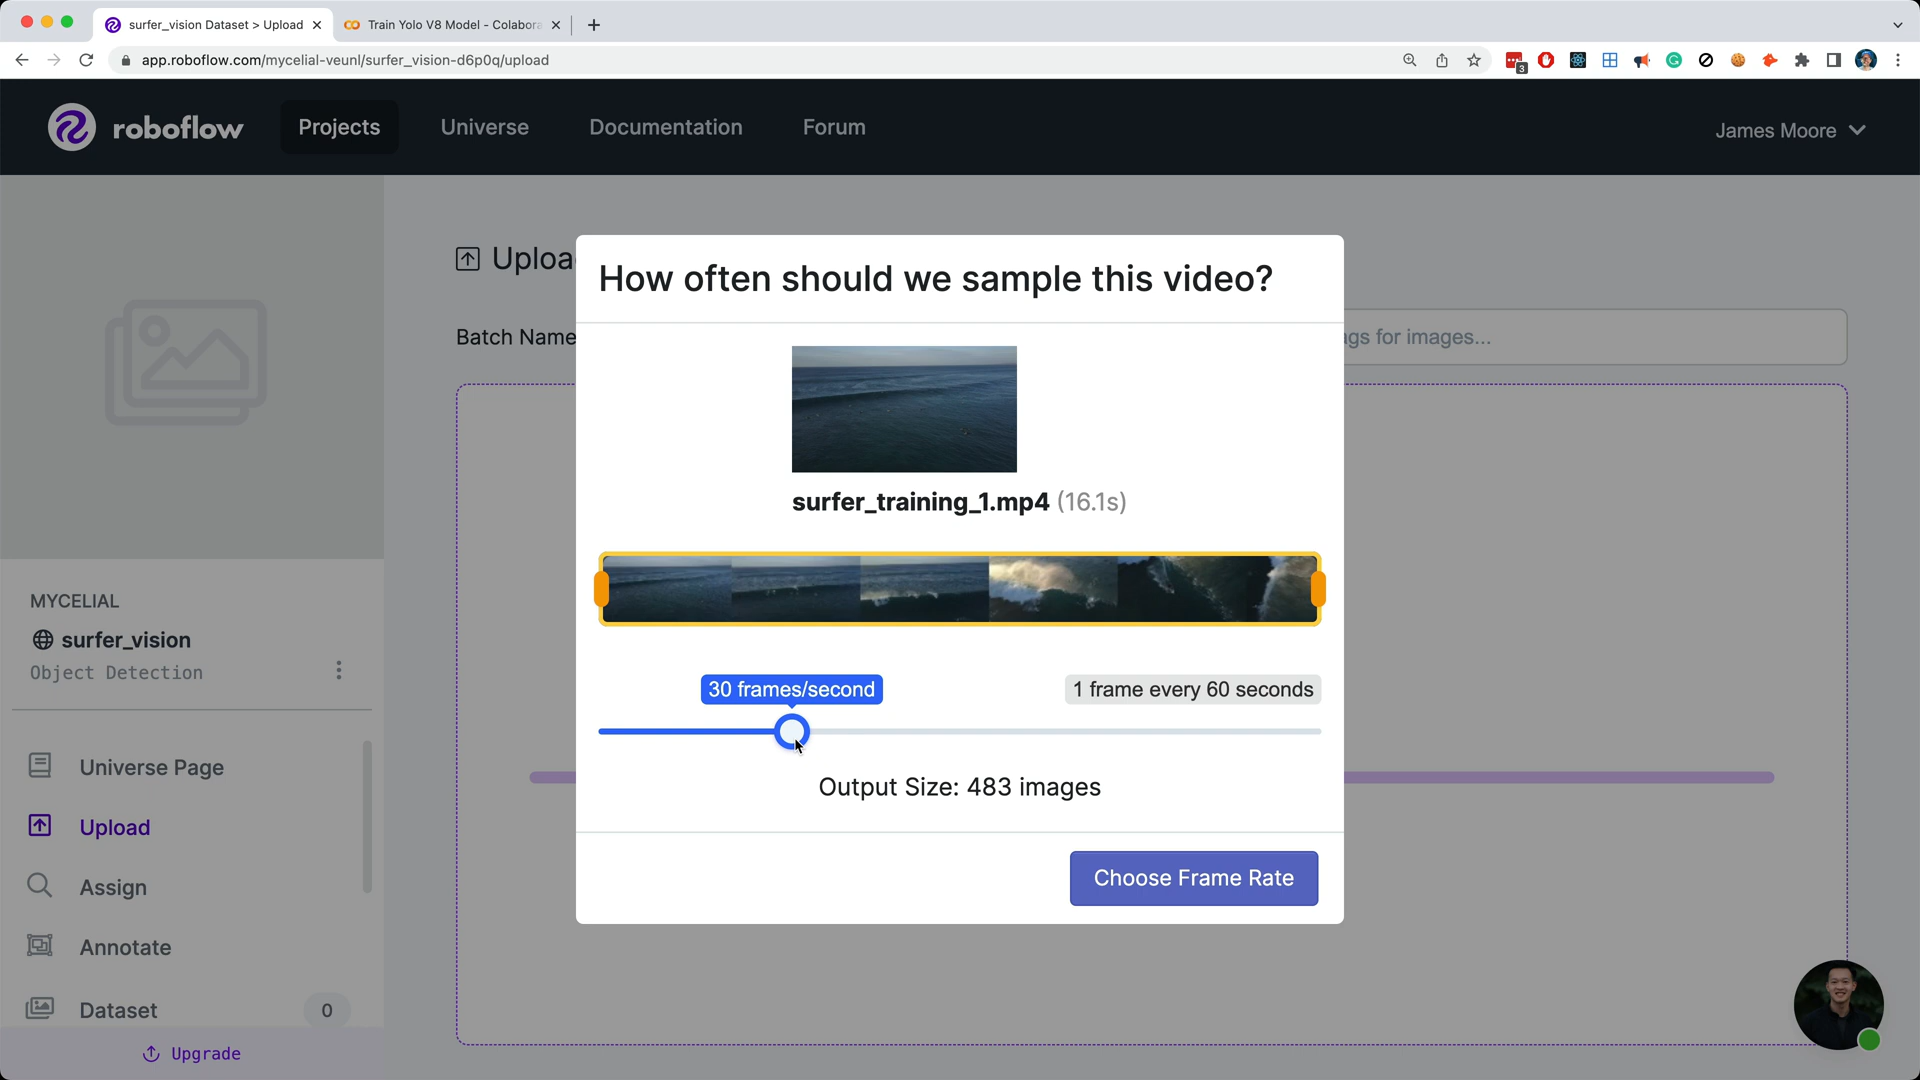 surfer_vision Dataset > Upload
Train Yolo V8 Model - Colabora
app.roboflow.com/mycelial-veunl/surfer_vision-d6p0q/upload
3
roboflow
Projects
Universe
Documentation
Forum
James Moore
Uploa
Batch Name
ags for images...
How often should we sample this video?
surfer_training_1.mp4 (16.1s)
30 frames/second
1 frame every 60 seconds
Output Size: 483 images
Choose Frame Rate
MYCELIAL
surfer_vision
Object Detection
Universe Page
Upload
Assign
Annotate
Dataset
0
Upgrade